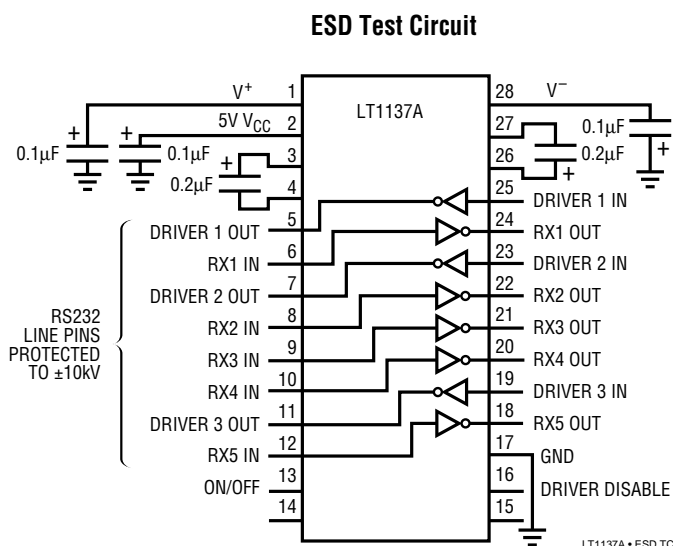 ESD Test Circuit
LT1137A
V+
1
28
V–
5V VCC
2
27
+
0.1µF
+
0.1µF
+
0.2µF
3
4
26
0.1µF
+
0.2µF
+
DRIVER 1 OUT
5
25
DRIVER 1 IN
RX1 IN
6
24
RX1 OUT
DRIVER 2 OUT
7
23
DRIVER 2 IN
RX2 IN
8
22
RX2 OUT
RX3 IN
9
21
RX3 OUT
RX4 IN
10
20
RX4 OUT
DRIVER 3 OUT
11
19
DRIVER 3 IN
RX5 IN
12
18
RX5 OUT
ON/OFF
13
17
GND
14
16
DRIVER DISABLE
15
RS232
LINE PINS
PROTECTED
TO ±10kV
LT1137A • ESD TC